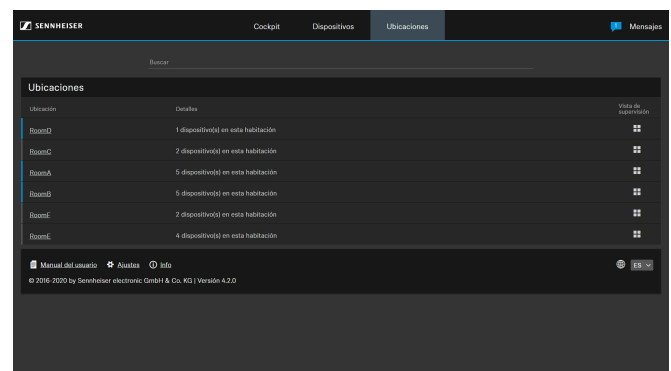 SENNHEISER Cockpit Dispositivos Ubicaciones Mensajes
Buscar
Ubicaciones
Ubicación Detalles Vista de supervisión
RoomD 1 dispositivo(s) en esta habitación
RoomC 2 dispositivo(s) en esta habitación
RoomA 5 dispositivo(s) en esta habitación
RoomB 5 dispositivo(s) en esta habitación
RoomF 2 dispositivo(s) en esta habitación
RoomE 4 dispositivo(s) en esta habitación
Manual del usuario Ajustes Info ES
© 2016-2020 by Sennheiser electronic GmbH & Co. KG | Versión 4.2.0